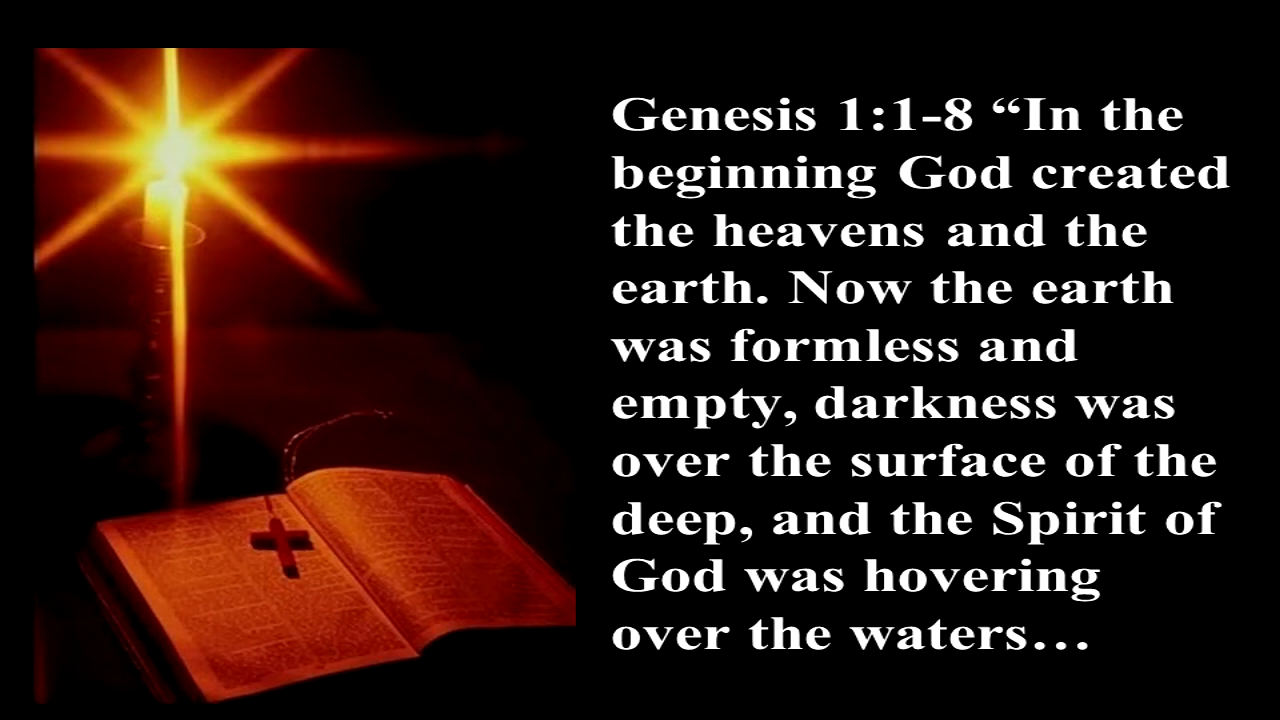 Genesis 1:1-8 “In the
beginning God created
the heavens and the
earth. Now the earth
was formless and
empty, darkness was
over the surface of the
deep, and the Spirit of
God was hovering
over the waters…